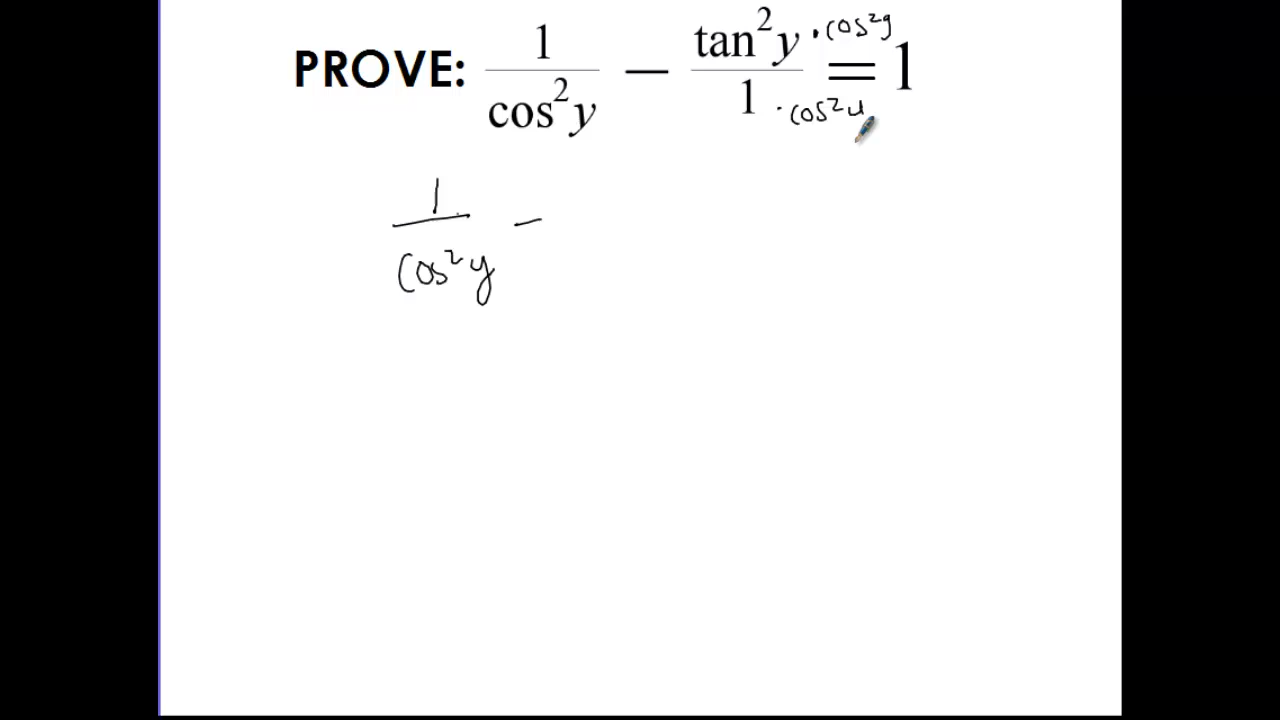 PROVE: 1/cos²y − tan²y · cos²y / 1 · cos²y = 1
1/cos²y −